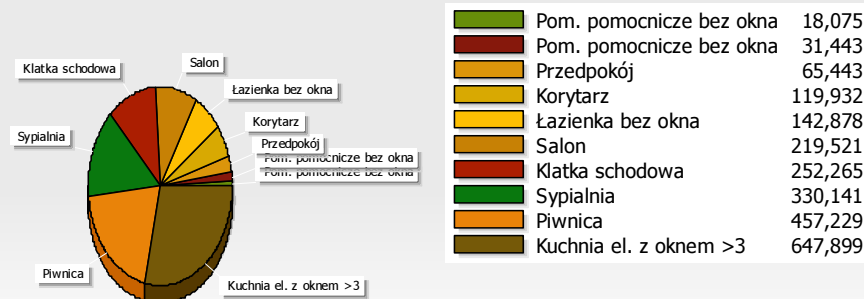 Klatka schodowa
Salon
Łazienka bez okna
Sypialnia
Korytarz
Przedpokój
Pom. pomocnicze bez okna
Pom. pomocnicze bez okna
Piwnica
Kuchnia el. z oknem >3
Pom. pomocnicze bez okna 18,075
Pom. pomocnicze bez okna 31,443
Przedpokój 65,443
Korytarz 119,932
Łazienka bez okna 142,878
Salon 219,521
Klatka schodowa 252,265
Sypialnia 330,141
Piwnica 457,229
Kuchnia el. z oknem >3 647,899